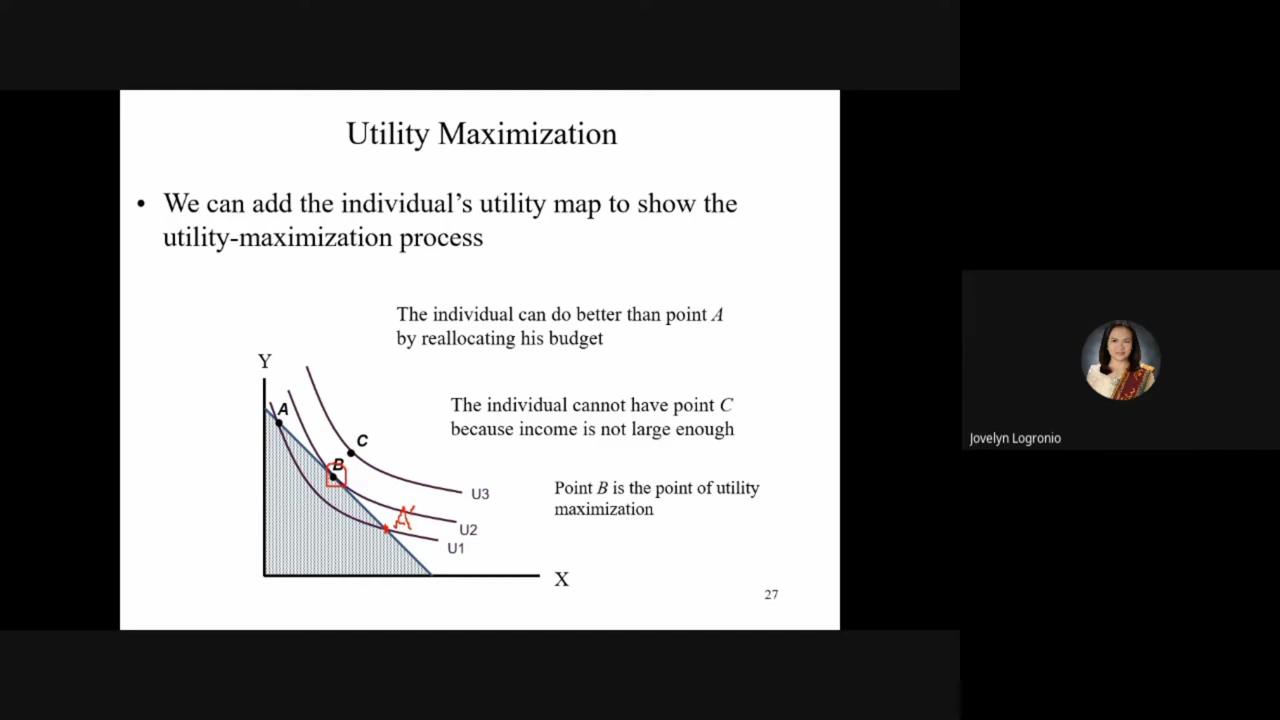 Utility Maximization
• We can add the individual's utility map to show the
utility-maximization process
The individual can do better than point A
by reallocating his budget
Y
A
The individual cannot have point C
because income is not large enough
C
B
Point B is the point of utility
maximization
U3
A'
U2
U1
X
27
Jovelyn Logronio